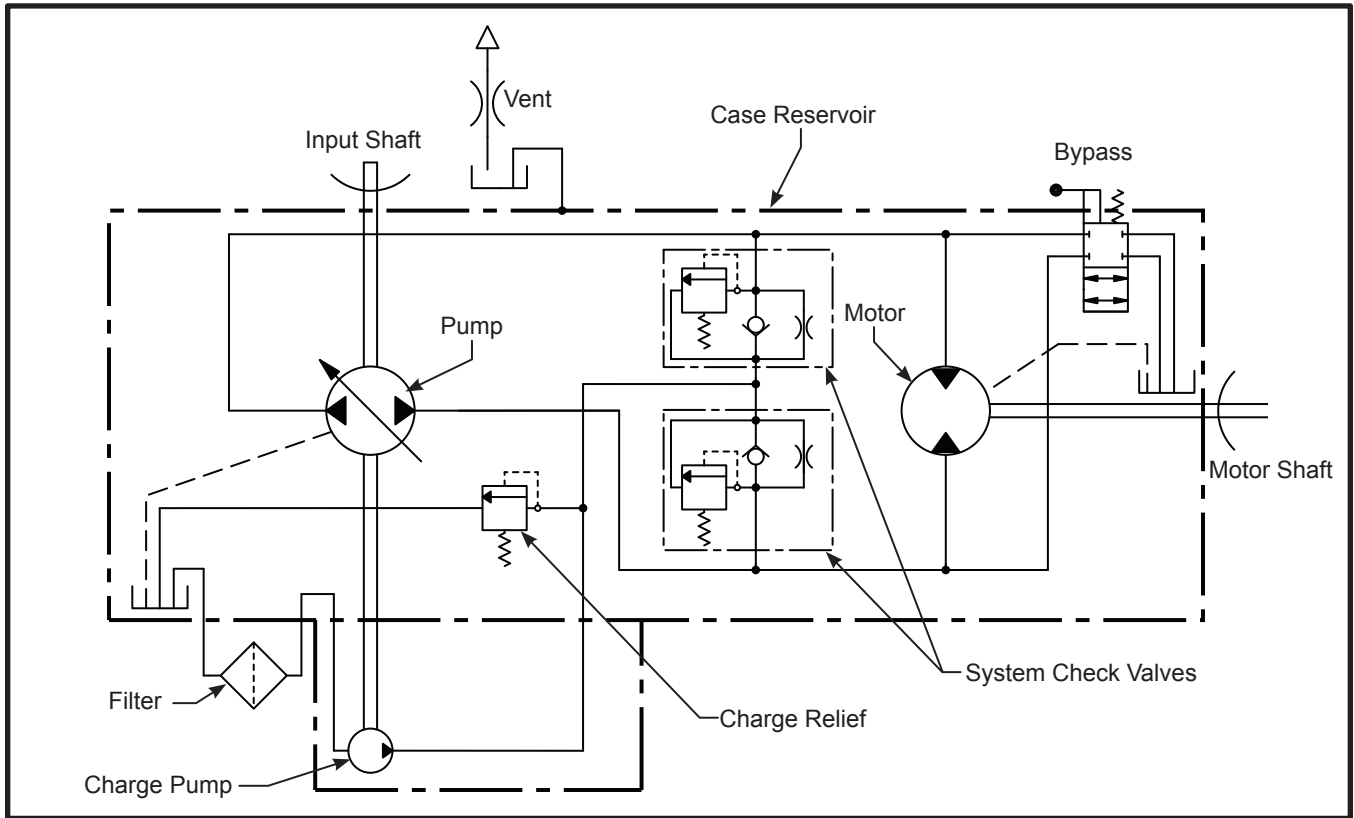 Vent
Case Reservoir
Input Shaft
Bypass
Pump
Motor
Motor Shaft
System Check Valves
Filter
Charge Relief
Charge Pump